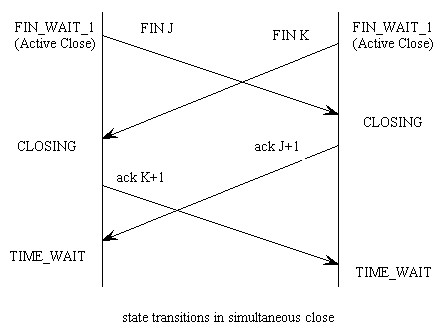 FIN_WAIT_1
(Active Close)
FIN J
FIN K
FIN_WAIT_1
(Active Close)
CLOSING
CLOSING
ack J+1
ack K+1
TIME_WAIT
TIME_WAIT
state transitions in simultaneous close